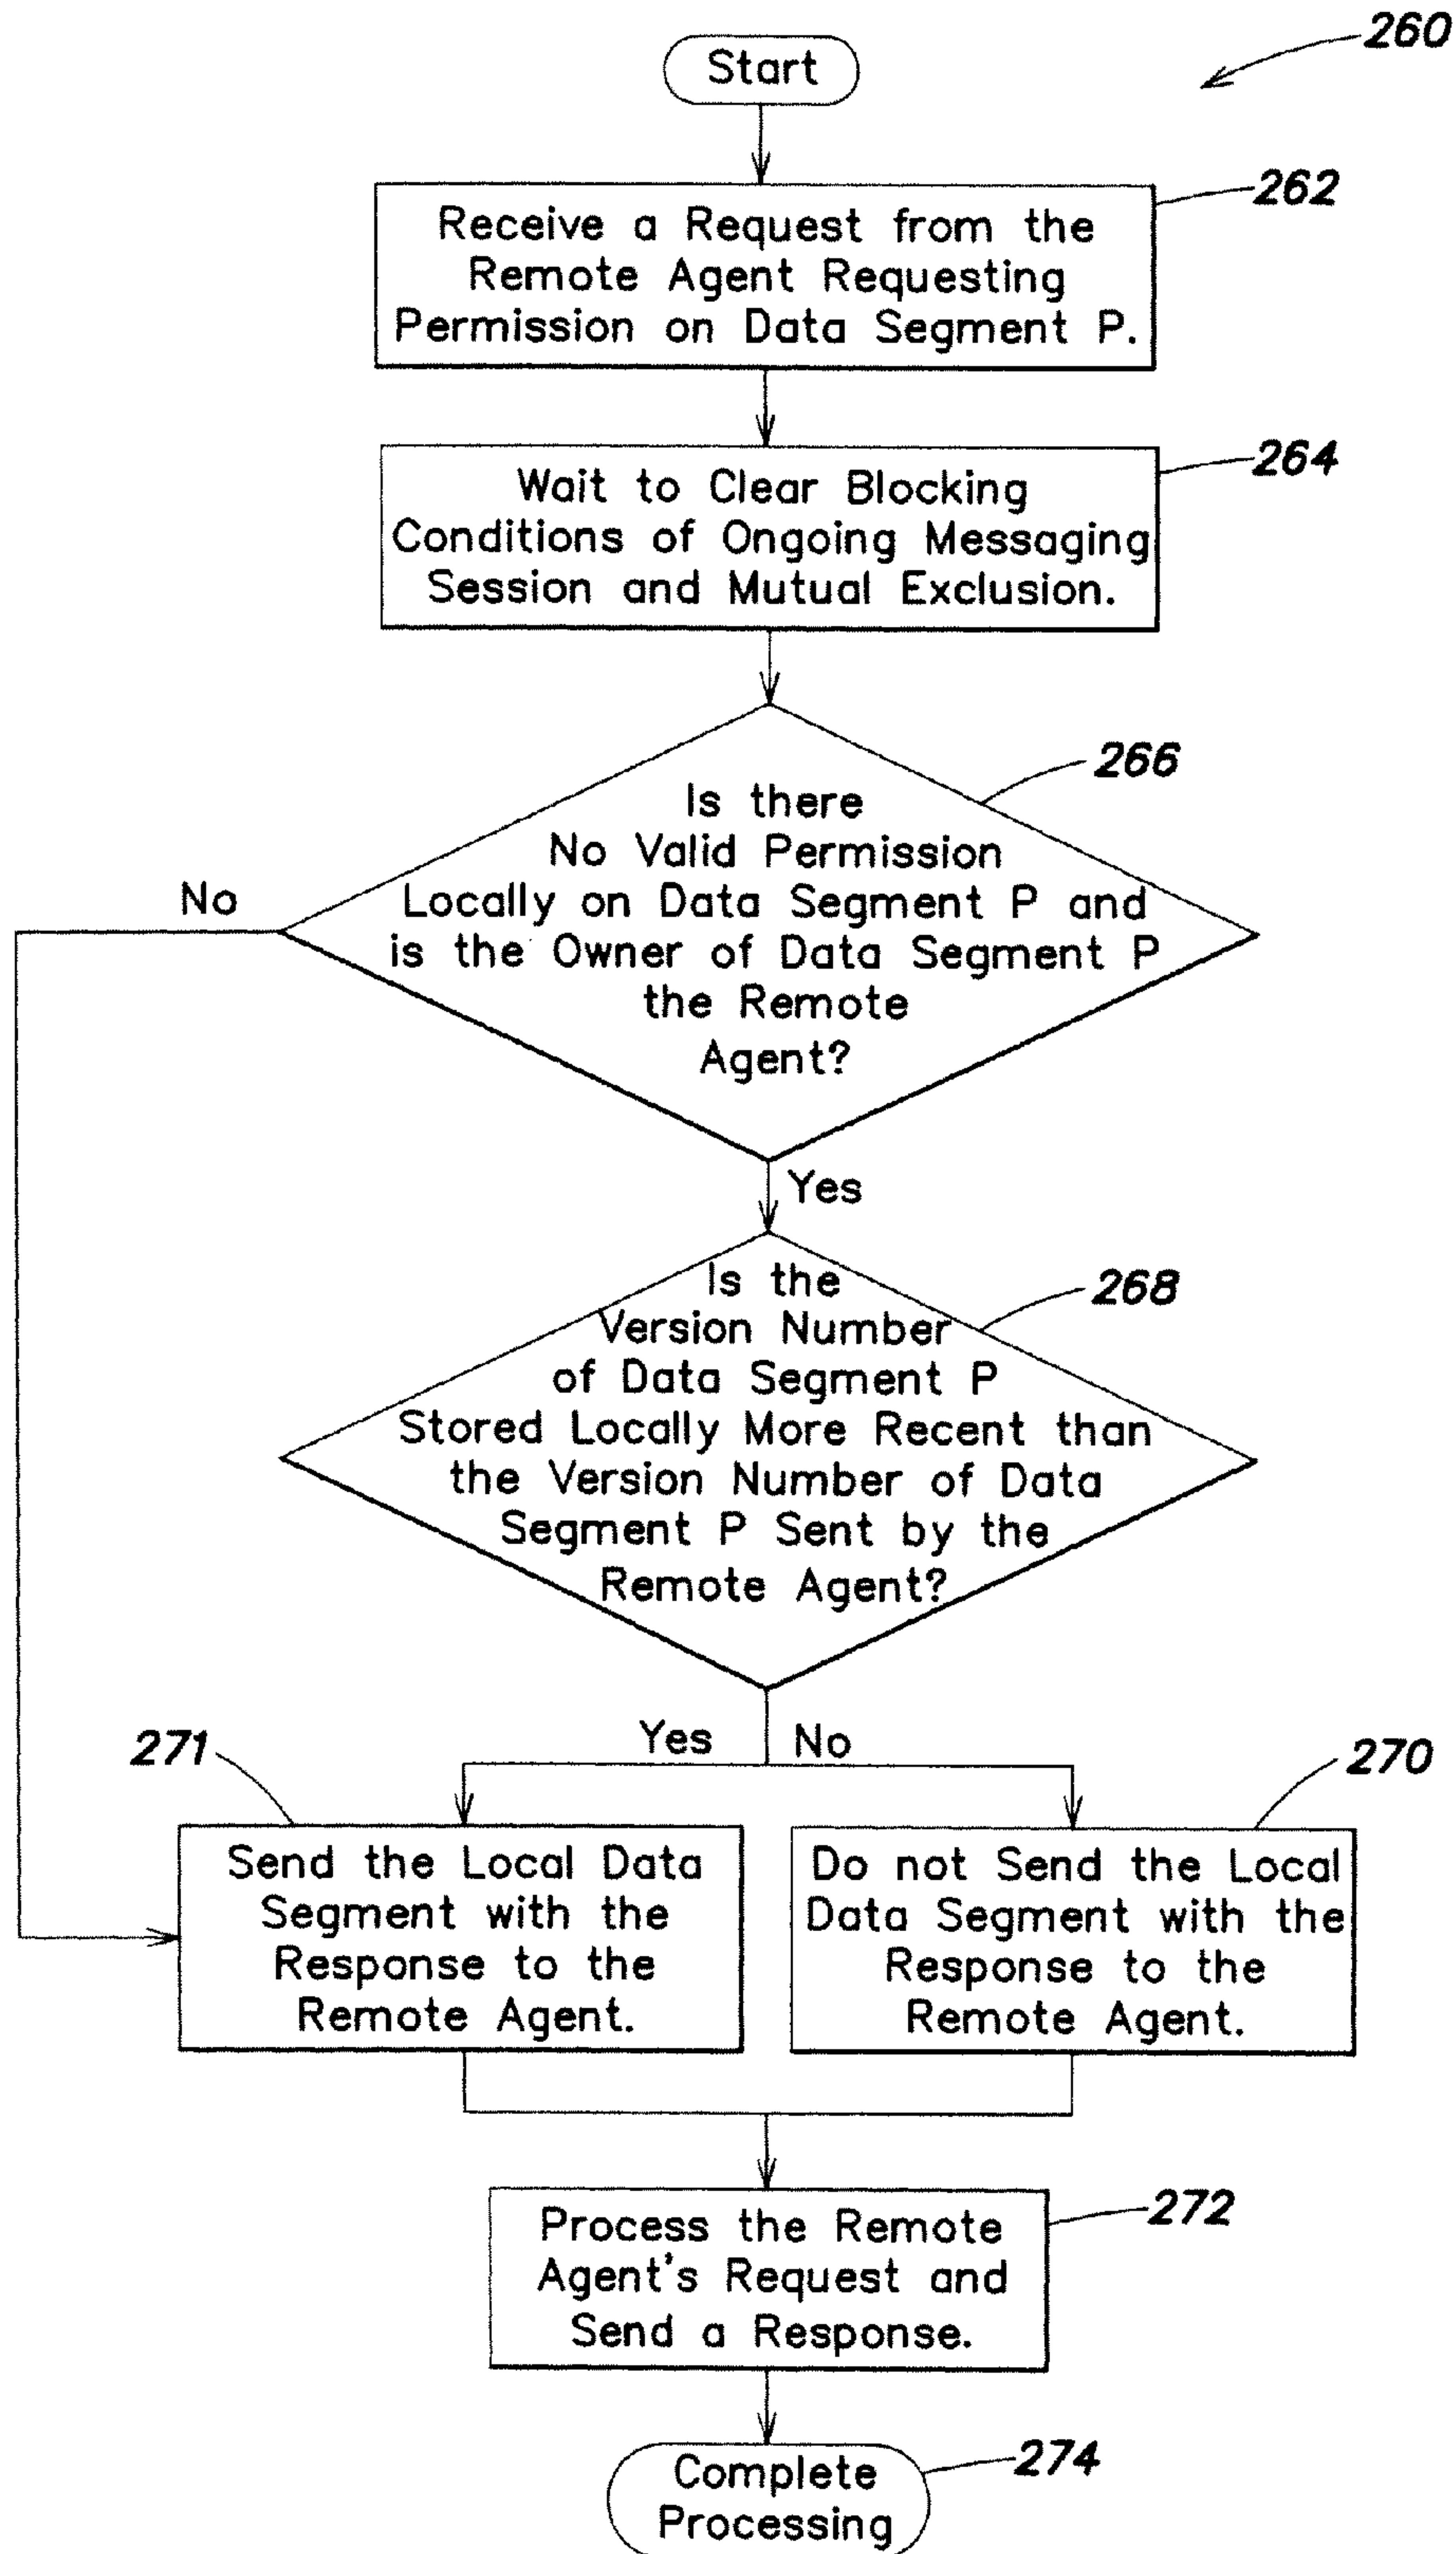 260
Start
262
Receive a Request from the
Remote Agent Requesting
Permission on Data Segment P.
264
Wait to Clear Blocking
Conditions of Ongoing Messaging
Session and Mutual Exclusion.
266
Is there
No Valid Permission
Locally on Data Segment P and
is the Owner of Data Segment P
the Remote
Agent?
No
Yes
268
Is the
Version Number
of Data Segment P
Stored Locally More Recent than
the Version Number of Data
Segment P Sent by the
Remote Agent?
Yes
No
271
270
Send the Local Data
Segment with the
Response to the
Remote Agent.
Do not Send the Local
Data Segment with the
Response to the
Remote Agent.
272
Process the Remote
Agent's Request and
Send a Response.
274
Complete
Processing